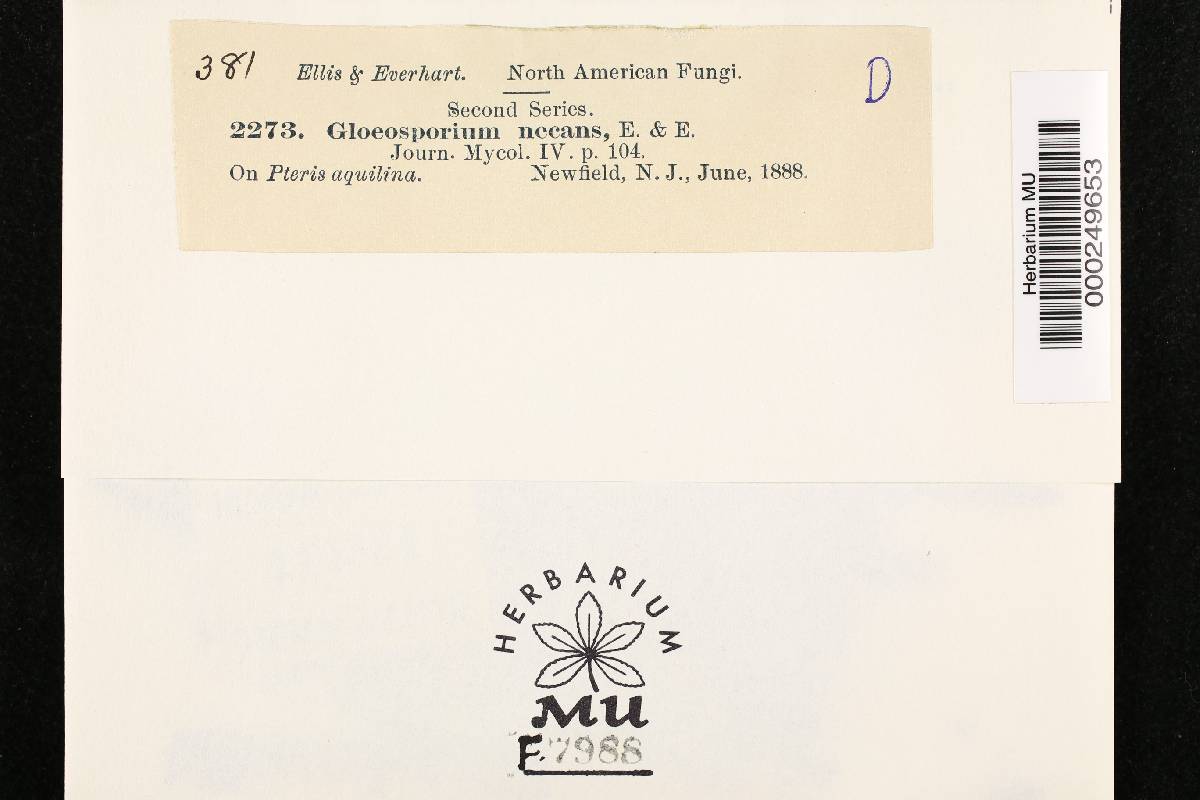 381 Ellis & Everhart. North American Fungi. D
Second Series.
2273. Gloeosporium necans, E. & E.
Journ. Mycol. IV. p. 104.
On Pteris aquilina. Newfield, N. J., June, 1888.
Herbarium MU
000249653
HERBARIUM
MU
F. 7988